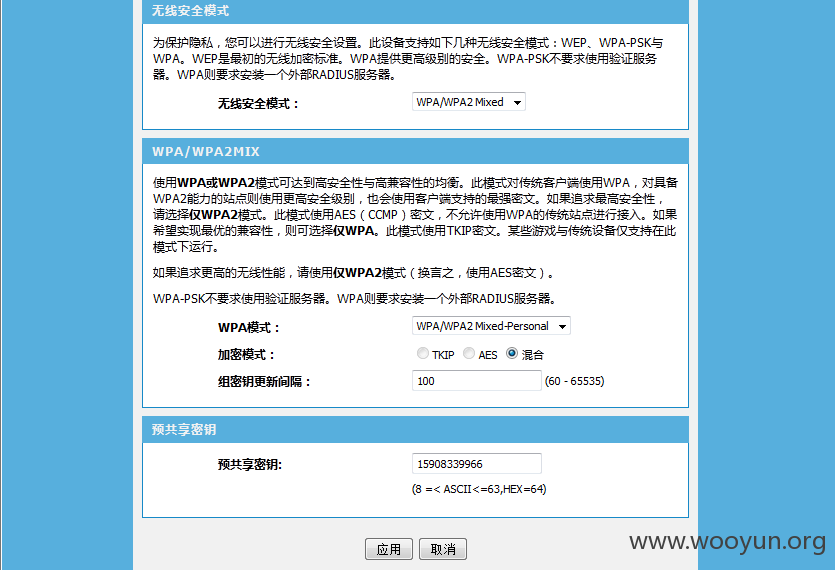 无线安全模式
为保护隐私，您可以进行无线安全设置。此设备支持如下几种无线安全模式：WEP、WPA-PSK与
WPA。WEP是最初的无线加密标准。WPA提供更高级别的安全。WPA-PSK不要求使用验证服务
器。WPA则要求安装一个外部RADIUS服务器。
无线安全模式： WPA/WPA2 Mixed
WPA/WPA2MIX
使用WPA或WPA2模式可达到高安全性与高兼容性的均衡。此模式对传统客户端使用WPA，对具备
WPA2能力的站点则使用更高安全级别，也会使用客户端支持的最强密文。如果追求最高安全性，
请选择仅WPA2模式。此模式使用AES（CCMP）密文，不允许使用WPA的传统站点进行接入。如果
希望实现最优的兼容性，则可选择仅WPA。此模式使用TKIP密文。某些游戏与传统设备仅支持在此
模式下运行。
如果追求更高的无线性能，请使用仅WPA2模式（换言之，使用AES密文）。
WPA-PSK不要求使用验证服务器。WPA则要求安装一个外部RADIUS服务器。
WPA模式： WPA/WPA2 Mixed-Personal
加密模式： TKIP AES 混合
组密钥更新间隔： 100 (60 - 65535)
预共享密钥
预共享密钥: 15908339966
(8 =< ASCII<=63,HEX=64)
应用 取消
www.wooyun.org